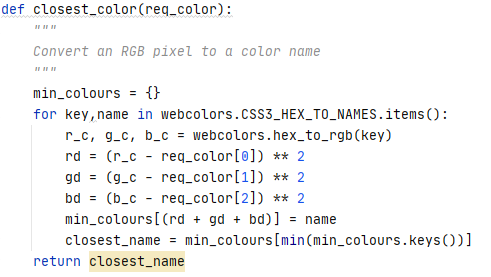 def closest_color(req_color):
    """
    Convert an RGB pixel to a color name
    """
    min_colours = {}
    for key,name in webcolors.CSS3_HEX_TO_NAMES.items():
        r_c, g_c, b_c = webcolors.hex_to_rgb(key)
        rd = (r_c - req_color[0]) ** 2
        gd = (g_c - req_color[1]) ** 2
        bd = (b_c - req_color[2]) ** 2
        min_colours[(rd + gd + bd)] = name
        closest_name = min_colours[min(min_colours.keys())]
    return closest_name